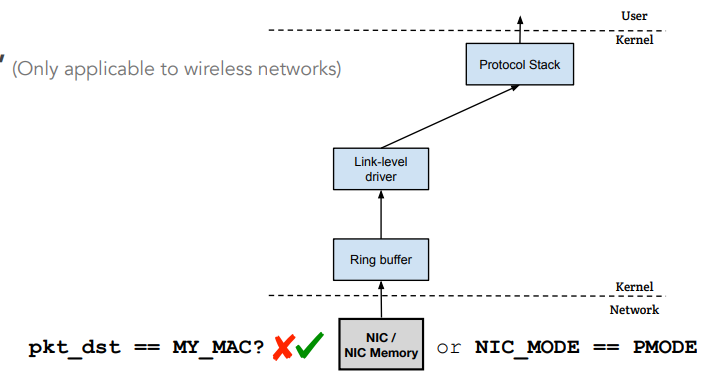 User
Kernel
" (Only applicable to wireless networks)
Protocol Stack
Link-level
driver
Ring buffer
Kernel
Network
pkt_dst == MY_MAC? ✗✓ NIC / NIC Memory or NIC_MODE == PMODE